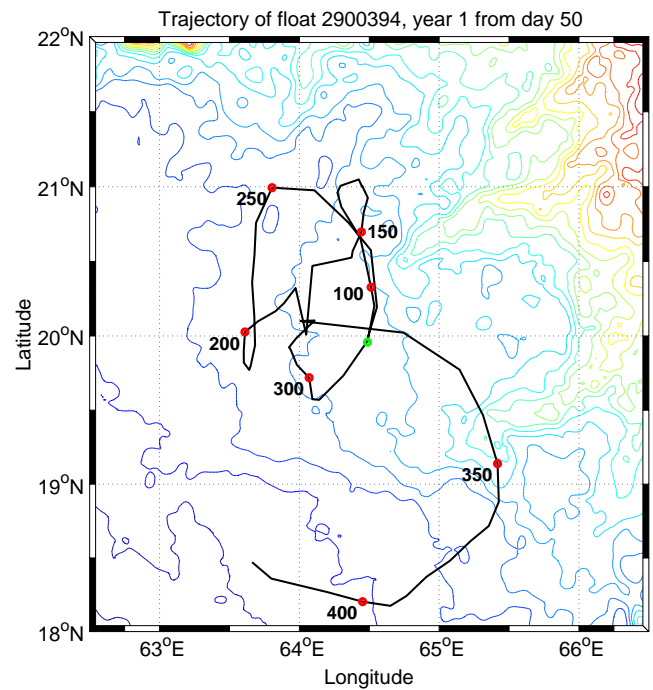 Trajectory of float 2900394, year 1 from day 50
22°N
21°N
20°N
19°N
18°N
Latitude
250
150
100
200
300
350
400
63°E
64°E
65°E
66°E
Longitude